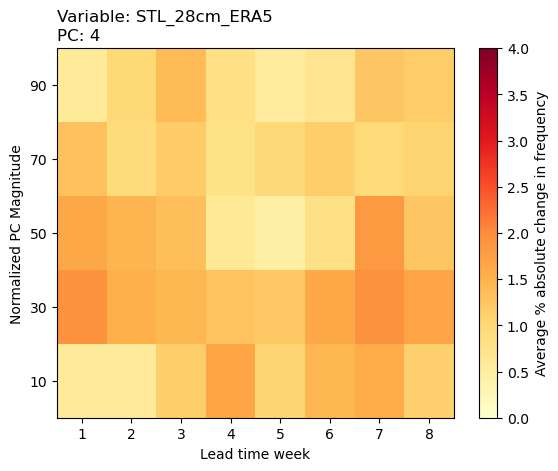 Variable: STL_28cm_ERA5
PC: 4
Normalized PC Magnitude
90
70
50
30
10
1 2 3 4 5 6 7 8
Lead time week
4.0
3.5
3.0
2.5
2.0
1.5
1.0
0.5
0.0
Average % absolute change in frequency